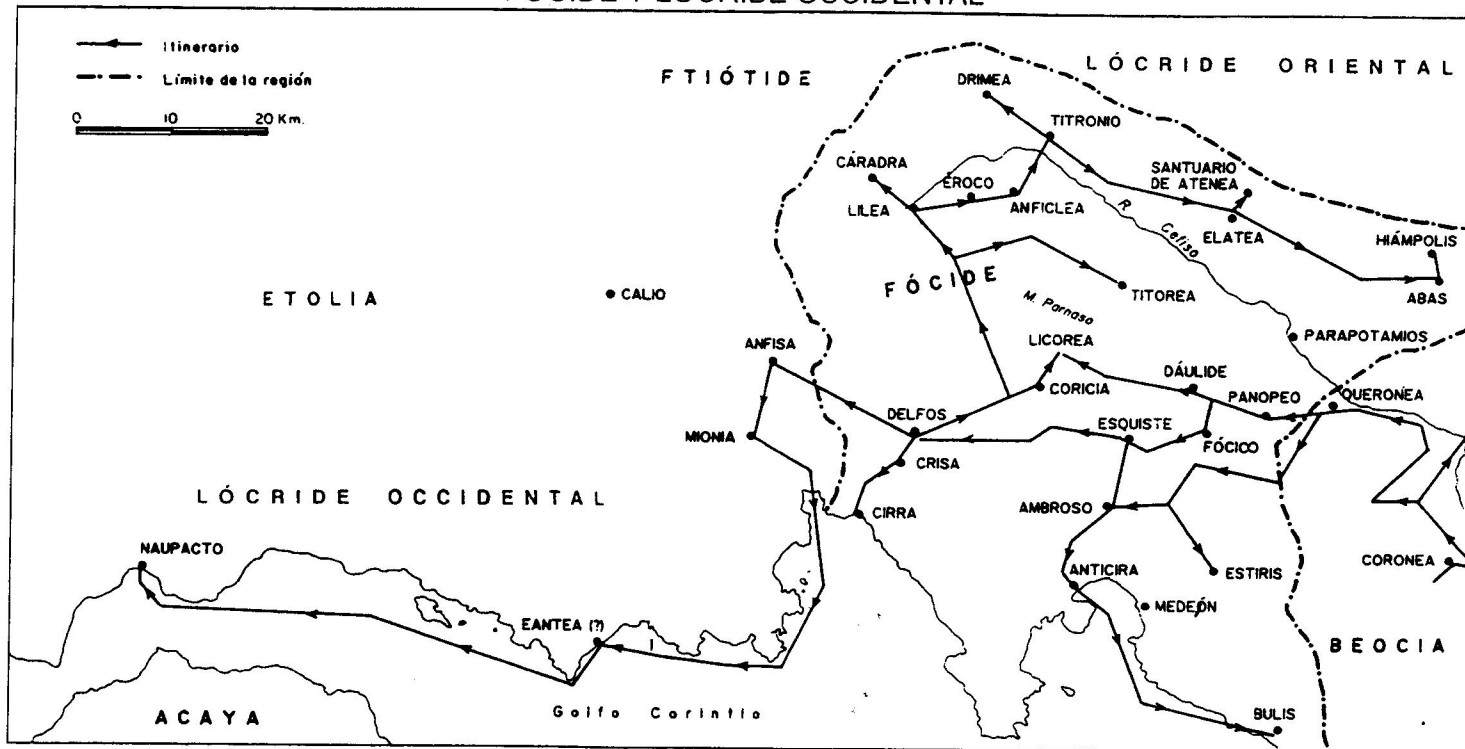 Itinerario
Límite de la región
0 10 20 Km.
FTIÓTIDE
LÓCRIDE ORIENTAL
DRIMEA
TITRONIO
CÁRADRA
ÉROCO
SANTUARIO
DE ATENEA
LILEA
ANFICLEA
R. Cefiso
ELATEA
HIÁMPOLIS
FÓCIDE
ETOLIA
CALIO
TITOREA
ABAS
M. Parnaso
PARAPOTAMIOS
ANFISA
LICOREA
DÁULIDE
CORICIA
PANOPEO
QUERONEA
DELFOS
ESQUISTE
MIONIA
FÓCICO
CRISA
LÓCRIDE OCCIDENTAL
CIRRA
AMBROSO
NAUPACTO
CORONEA
ANTICIRA
ESTIRIS
MEDEÓN
EANTEA (?)
BEOCIA
ACAYA
Golfo Corintio
BULIS